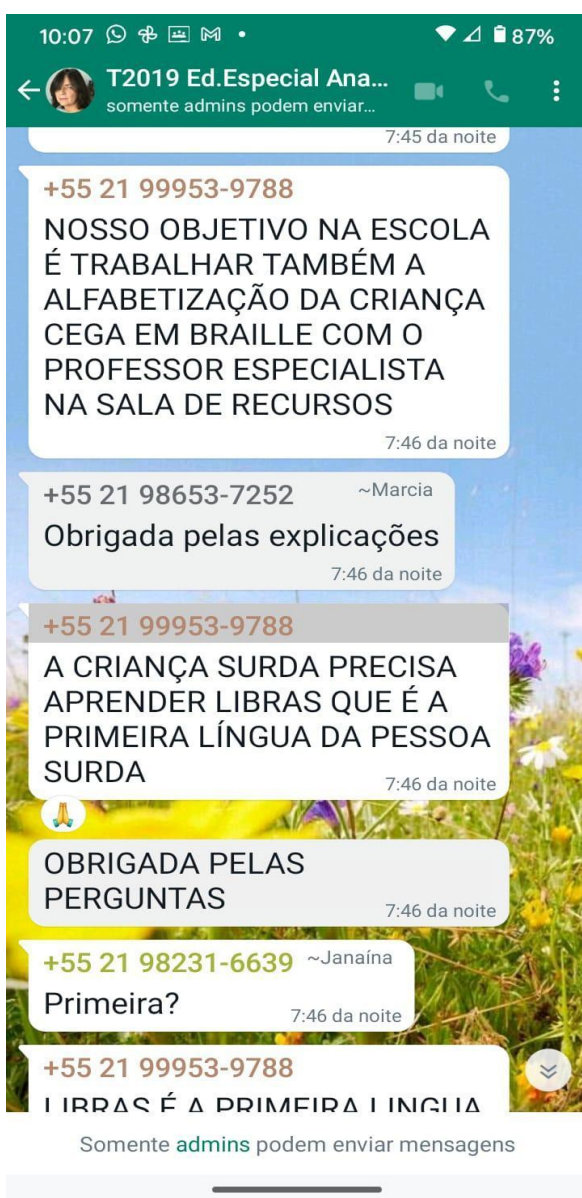 10:07 87%
T2019 Ed.Especial Ana...
somente admins podem enviar...
7:45 da noite
+55 21 99953-9788
NOSSO OBJETIVO NA ESCOLA
É TRABALHAR TAMBÉM A
ALFABETIZAÇÃO DA CRIANÇA
CEGA EM BRAILLE COM O
PROFESSOR ESPECIALISTA
NA SALA DE RECURSOS
7:46 da noite
+55 21 98653-7252 ~Marcia
Obrigada pelas explicações
7:46 da noite
+55 21 99953-9788
A CRIANÇA SURDA PRECISA
APRENDER LIBRAS QUE É A
PRIMEIRA LÍNGUA DA PESSOA
SURDA
7:46 da noite
OBRIGADA PELAS
PERGUNTAS
7:46 da noite
+55 21 98231-6639 ~Janaína
Primeira?
7:46 da noite
+55 21 99953-9788
LIBRAS É A PRIMEIRA LINGUA
Somente admins podem enviar mensagens